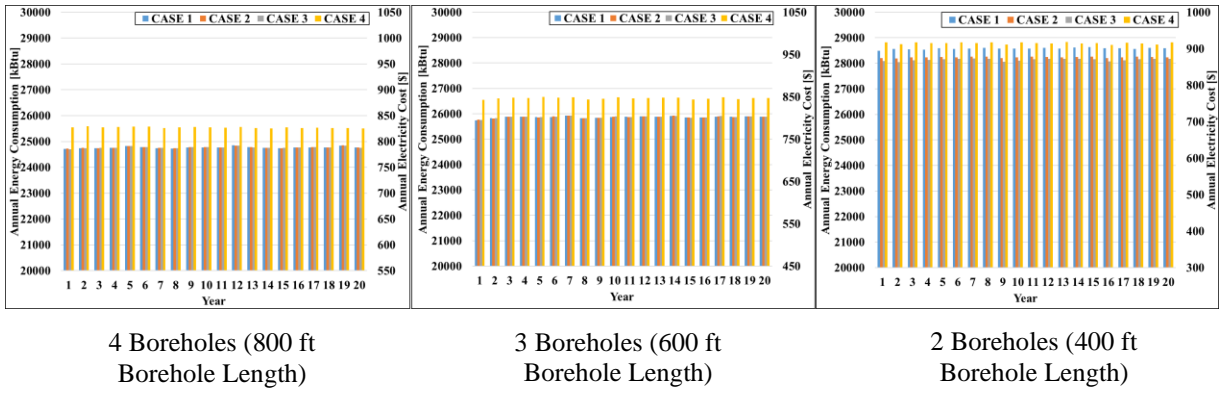 CASE 1 CASE 2 CASE 3 CASE 4
Annual Energy Consumption [kBtu]
30000
29000
28000
27000
26000
25000
24000
23000
22000
21000
20000
1050
1000
950
900
850
800
750
700
650
600
550
Annual Electricity Cost [$]
1 2 3 4 5 6 7 8 9 10 11 12 13 14 15 16 17 18 19 20
Year
CASE 1 CASE 2 CASE 3 CASE 4
Annual Energy Consumption [kBtu]
30000
29000
28000
27000
26000
25000
24000
23000
22000
21000
20000
1050
950
850
750
650
550
450
Annual Electricity Cost [$]
1 2 3 4 5 6 7 8 9 10 11 12 13 14 15 16 17 18 19 20
Year
CASE 1 CASE 2 CASE 3 CASE 4
Annual Energy Consumption [kBtu]
30000
29000
28000
27000
26000
25000
24000
23000
22000
21000
20000
1000
900
800
700
600
500
400
300
Annual Electricity Cost [$]
1 2 3 4 5 6 7 8 9 10 11 12 13 14 15 16 17 18 19 20
Year
4 Boreholes (800 ft
Borehole Length)
3 Boreholes (600 ft
Borehole Length)
2 Boreholes (400 ft
Borehole Length)